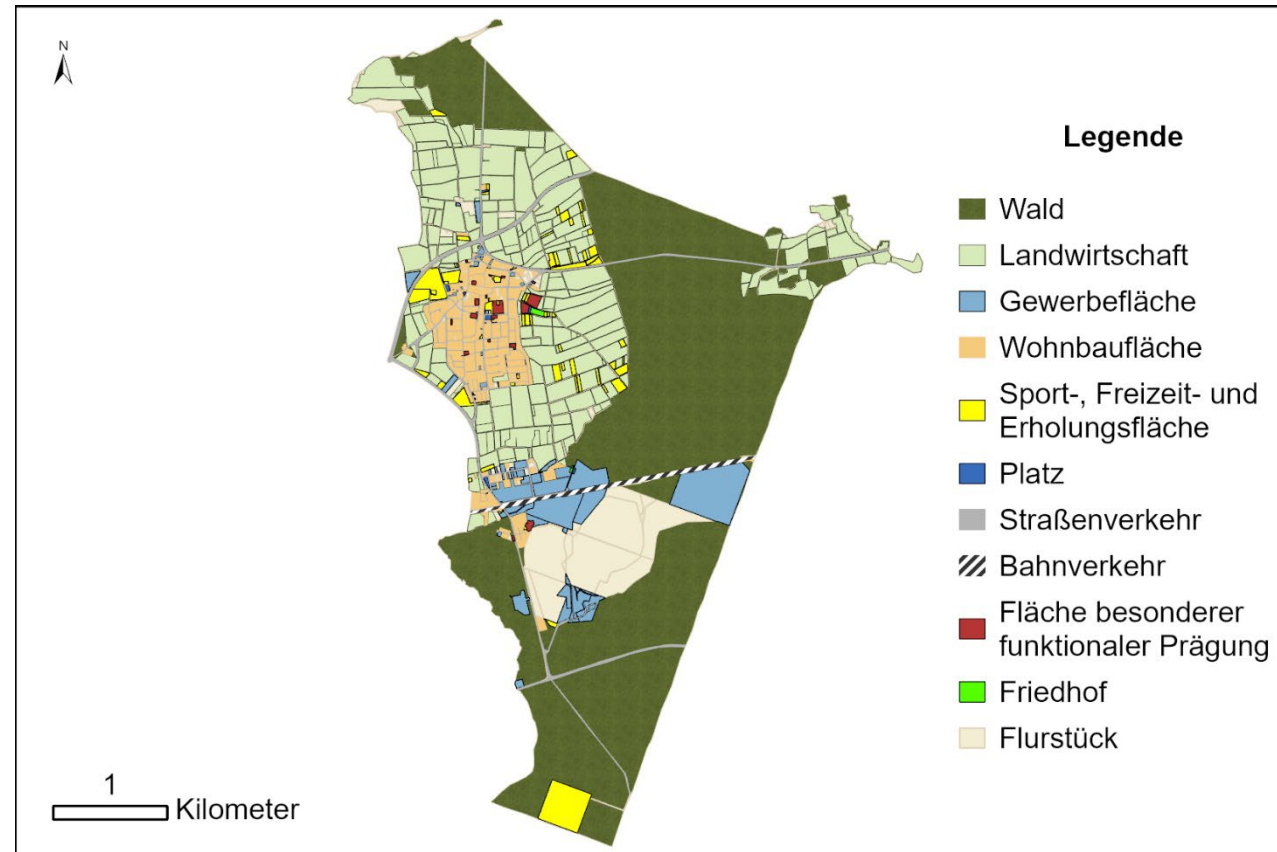 N
Legende
Wald
Landwirtschaft
Gewerbefläche
Wohnbaufläche
Sport-, Freizeit- und
Erholungsfläche
Platz
Straßenverkehr
Bahnverkehr
Fläche besonderer
funktionaler Prägung
Friedhof
Flurstück
1
Kilometer